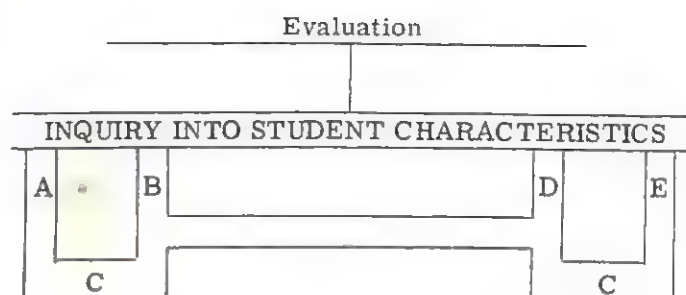 Evaluation
INQUIRY INTO STUDENT CHARACTERISTICS
A B D E
C C